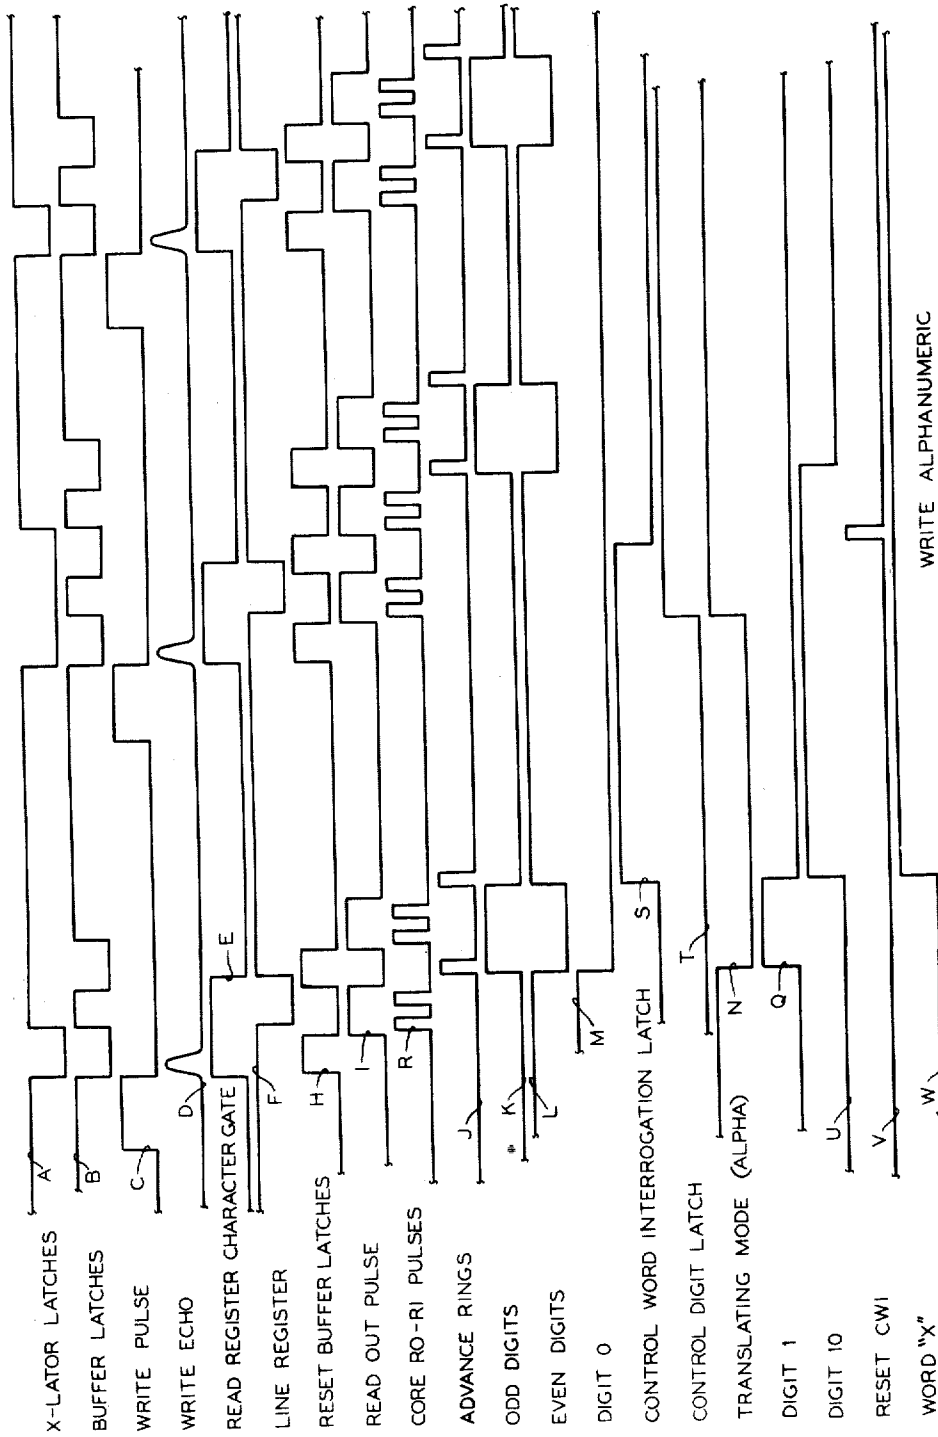 X-LATOR LATCHES
BUFFER LATCHES
WRITE PULSE
WRITE ECHO
READ REGISTER CHARACTER GATE
LINE REGISTER
RESET BUFFER LATCHES
READ OUT PULSE
CORE RO-RI PULSES
ADVANCE RINGS
ODD DIGITS
EVEN DIGITS
DIGIT 0
CONTROL WORD INTERROGATION LATCH
CONTROL DIGIT LATCH
TRANSLATING MODE (ALPHA)
DIGIT 1
DIGIT 10
RESET CWI
WORD "X"
A
B
C
D
E
F
H
I
R
J
*
K
L
M
S
T
N
Q
U
V
W
WRITE ALPHANUMERIC